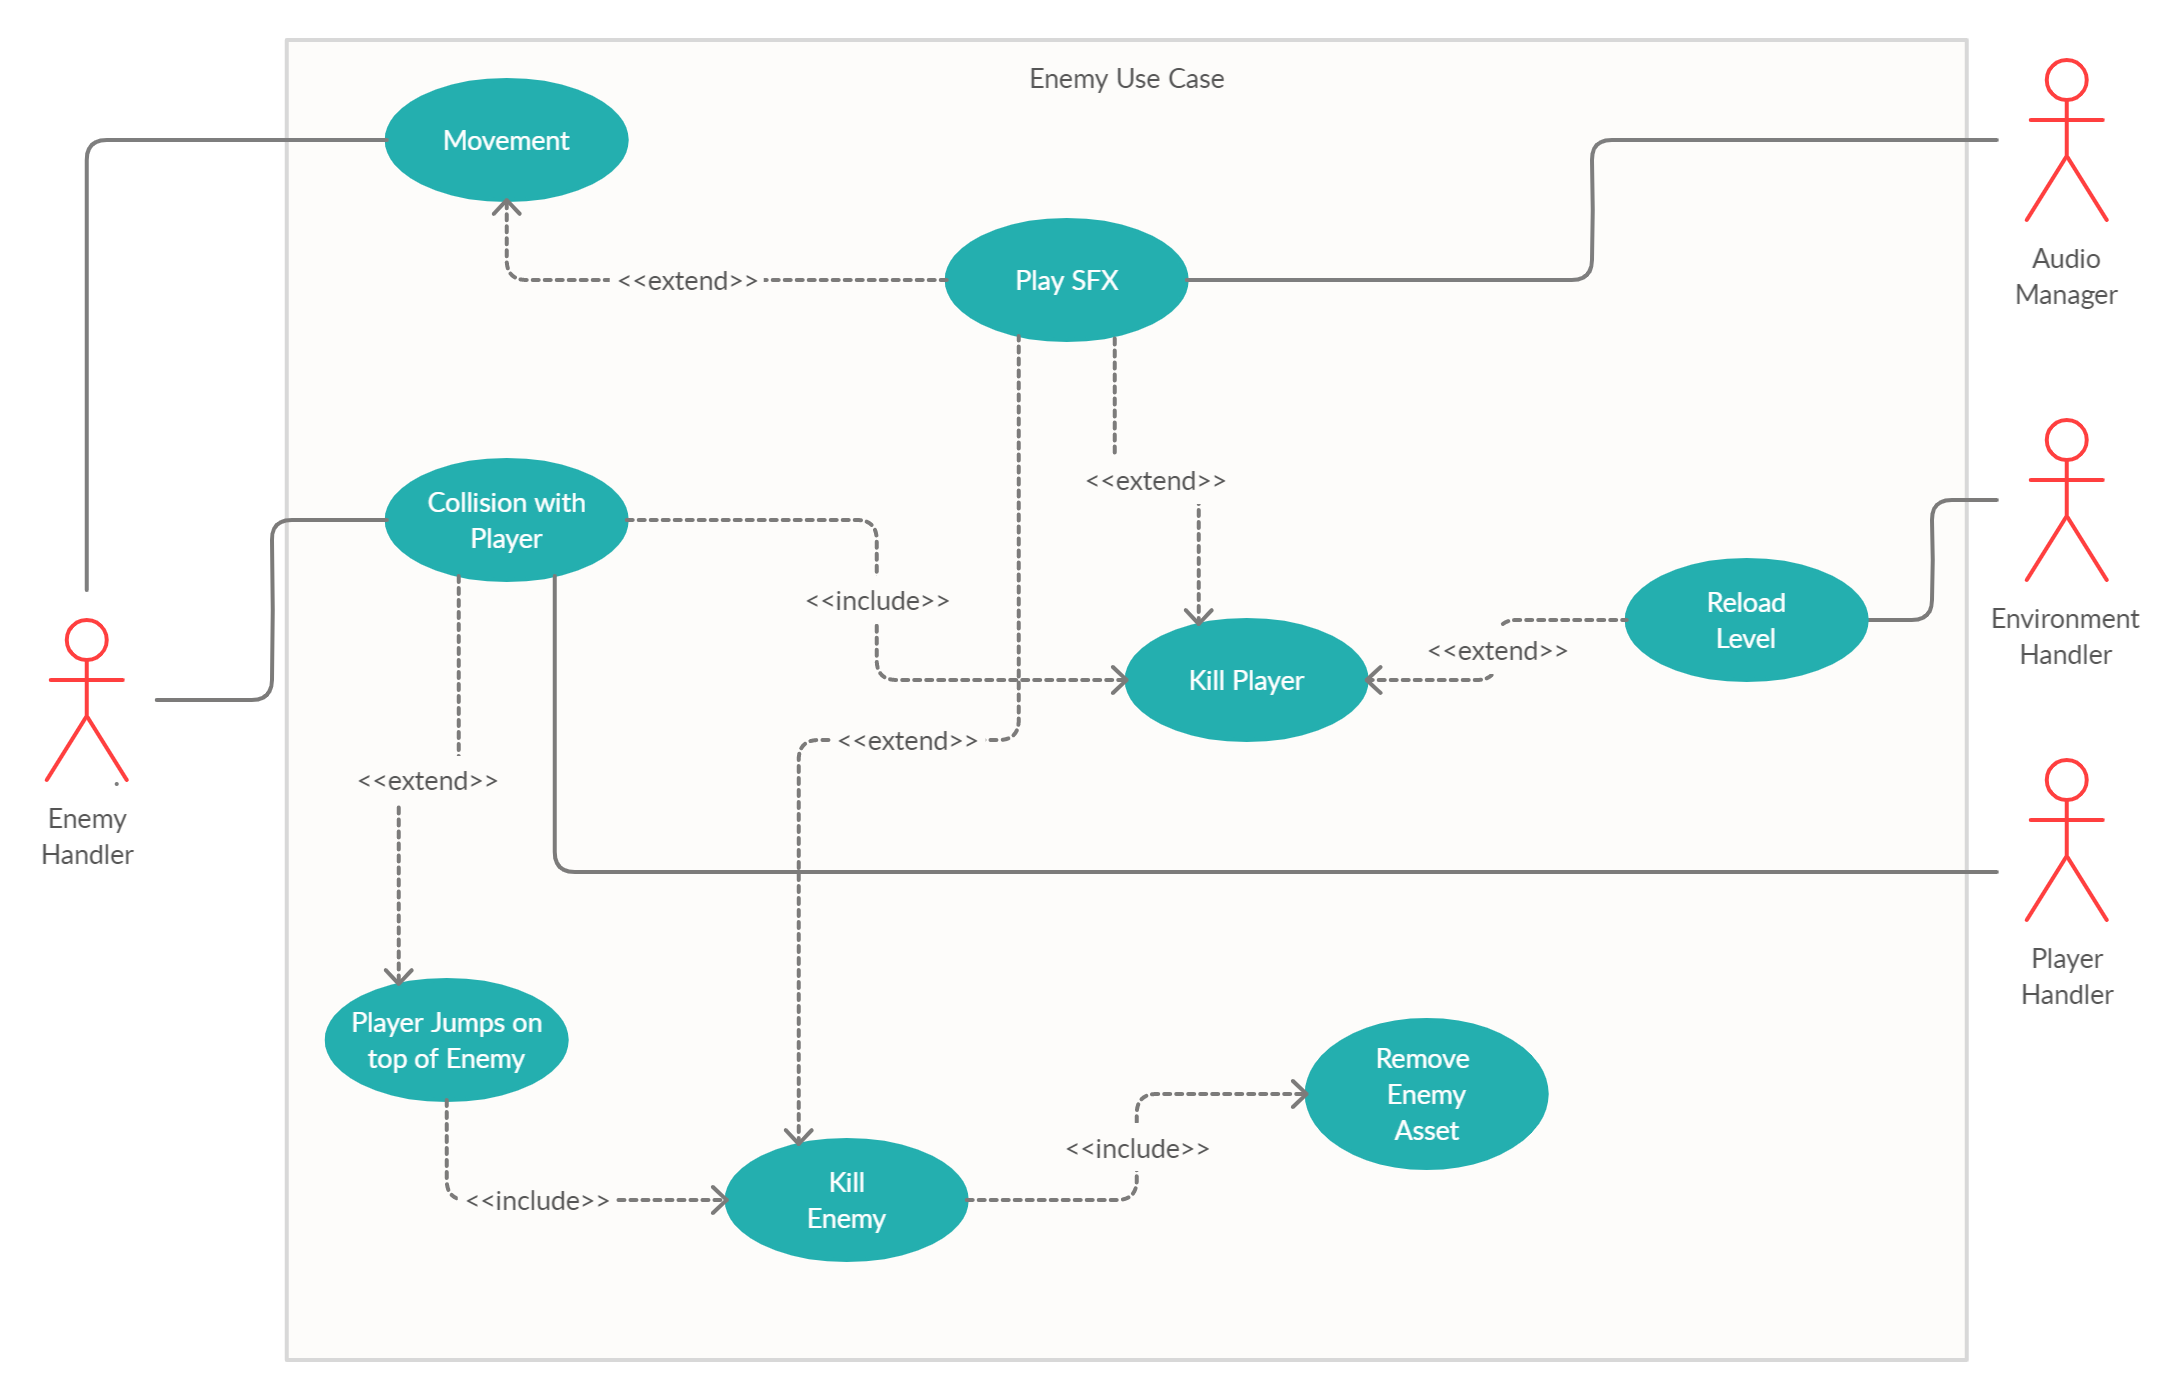 Enemy Use Case
Movement
Play SFX
<<extend>>
Audio
Manager
Collision with
Player
<<extend>>
<<include>>
Reload
Level
Environment
Handler
<<extend>>
Kill Player
<<extend>>
<<extend>>
Enemy
Handler
Player
Handler
Player Jumps on
top of Enemy
Remove
Enemy
Asset
<<include>>
<<include>>
Kill
Enemy